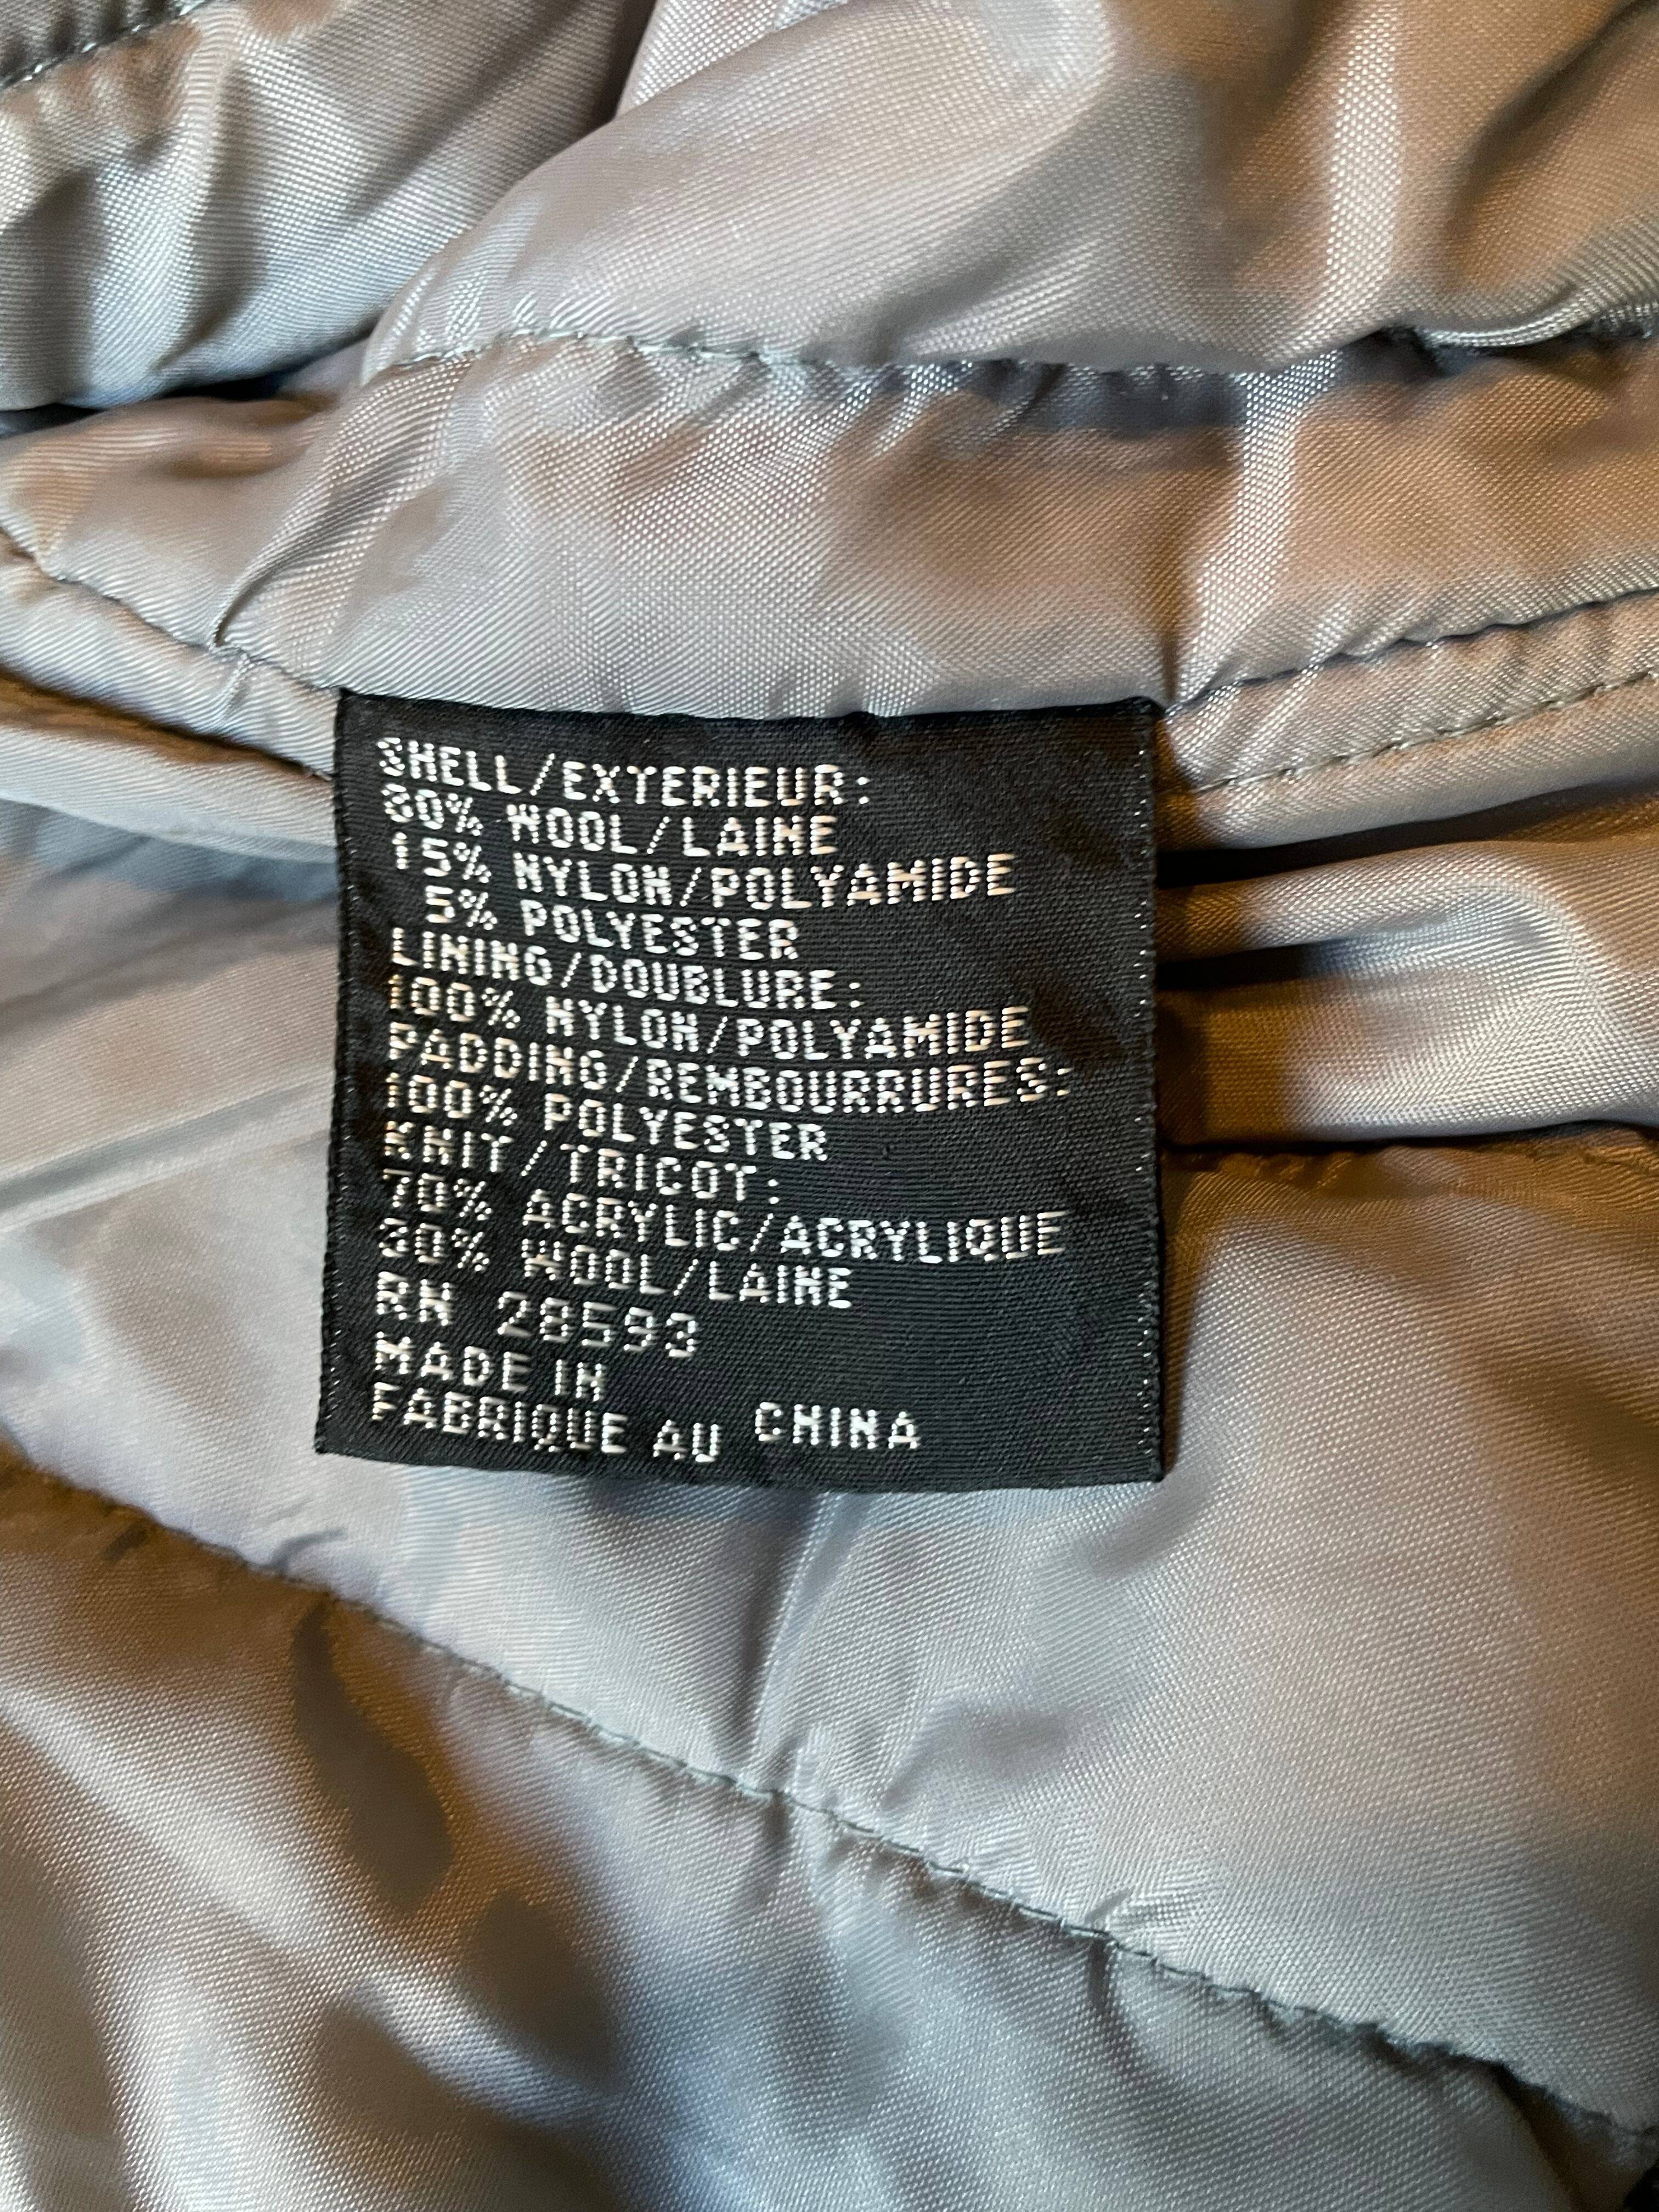 SHELL/EXTERIEUR:
80% WOOL/LAINE
15% NYLON/POLYAMIDE
5% POLYESTER
LINING/DOUBLURE:
100% NYLON/POLYAMIDE
PADDING/REMBOURRURES:
100% POLYESTER
KNIT/TRICOT:
70% ACRYLIC/ACRYLIQUE
30% WOOL/LAINE
RN 28593
MADE IN
FABRIQUE AU CHINA